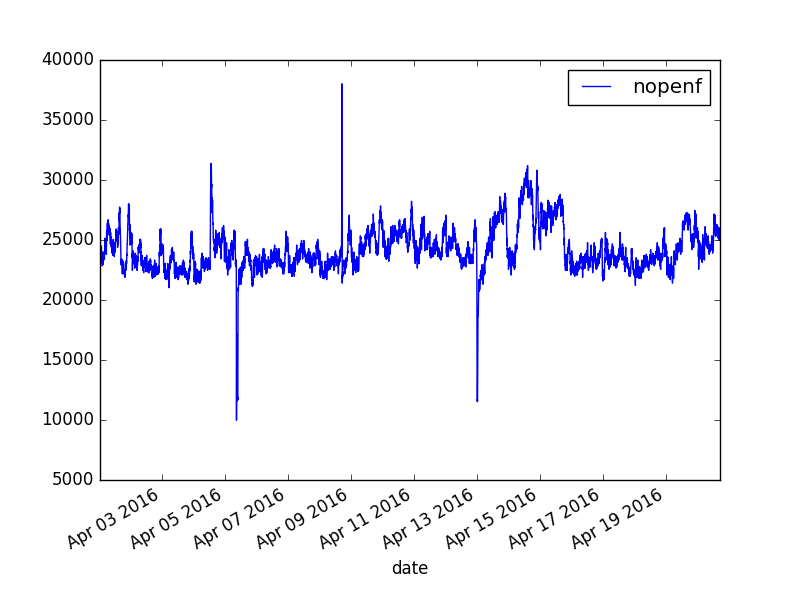 40000
nopenf
35000
30000
25000
20000
15000
10000
5000
Apr 03 2016
Apr 05 2016
Apr 07 2016
Apr 09 2016
Apr 11 2016
Apr 13 2016
Apr 15 2016
Apr 17 2016
Apr 19 2016
date